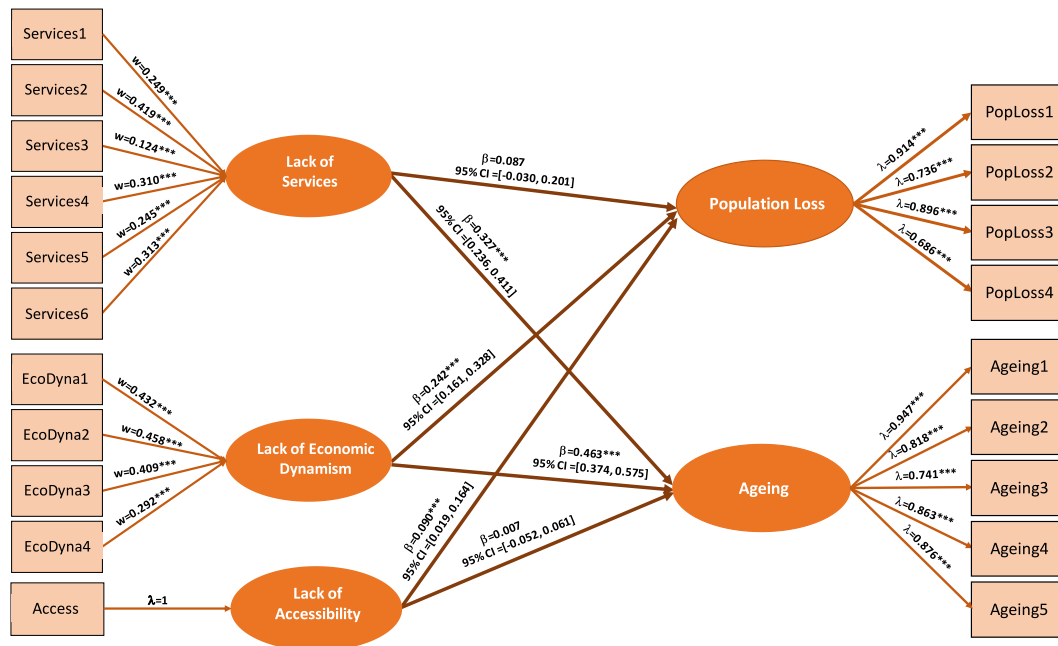 Services1
Services2
Services3
Services4
Services5
Services6
w=0.249***
w=0.419***
w=0.124***
w=0.310***
w=0.245***
w=0.313***
Lack of
Services
β=0.087
95% CI =[-0.030, 0.201]
β=0.327***
95% CI =[0.236, 0.411]
Population Loss
λ=0.914***
λ=0.736***
λ=0.896***
λ=0.686***
PopLoss1
PopLoss2
PopLoss3
PopLoss4
EcoDyna1
EcoDyna2
EcoDyna3
EcoDyna4
w=0.432***
w=0.458***
w=0.409***
w=0.292***
Lack of Economic
Dynamism
β=0.242***
95% CI =[0.161, 0.328]
β=0.463***
95% CI =[0.374, 0.575]
Ageing
λ=0.947***
λ=0.818***
λ=0.741***
λ=0.863***
λ=0.876***
Ageing1
Ageing2
Ageing3
Ageing4
Ageing5
Access
λ=1
Lack of
Accessibility
β=0.090***
95% CI =[0.019, 0.164]
β=0.007
95% CI =[-0.052, 0.061]